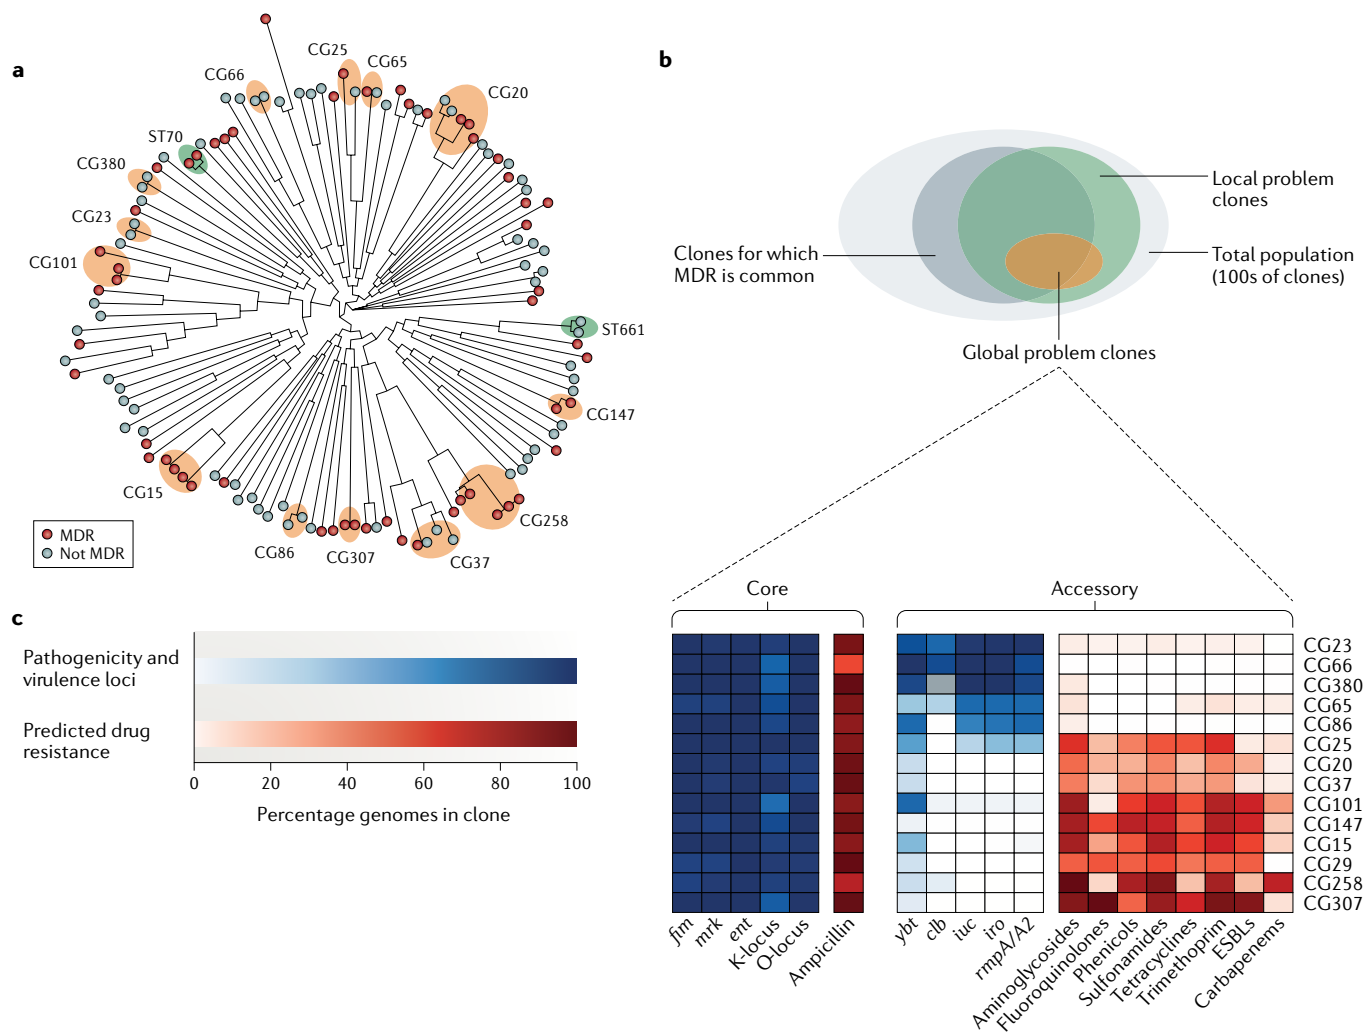 a
CG25
CG65
CG66
CG20
ST70
CG380
CG23
CG101
ST661
CG147
CG15
CG258
CG86
CG307
CG37
MDR
Not MDR
b
Local problem
clones
Clones for which
MDR is common
Total population
(100s of clones)
Global problem clones
Core
Accessory
CG23
CG66
CG380
CG65
CG86
CG25
CG20
CG37
CG101
CG147
CG15
CG29
CG258
CG307
fim
mrk
ent
K-locus
O-locus
Ampicillin
ybt
clb
iuc
iro
rmpA/A2
Aminoglycosides
Fluoroquinolones
Phenicols
Sulfonamides
Tetracyclines
Trimethoprim
ESBLs
Carbapenems
c
Pathogenicity and
virulence loci
Predicted drug
resistance
0 20 40 60 80 100
Percentage genomes in clone